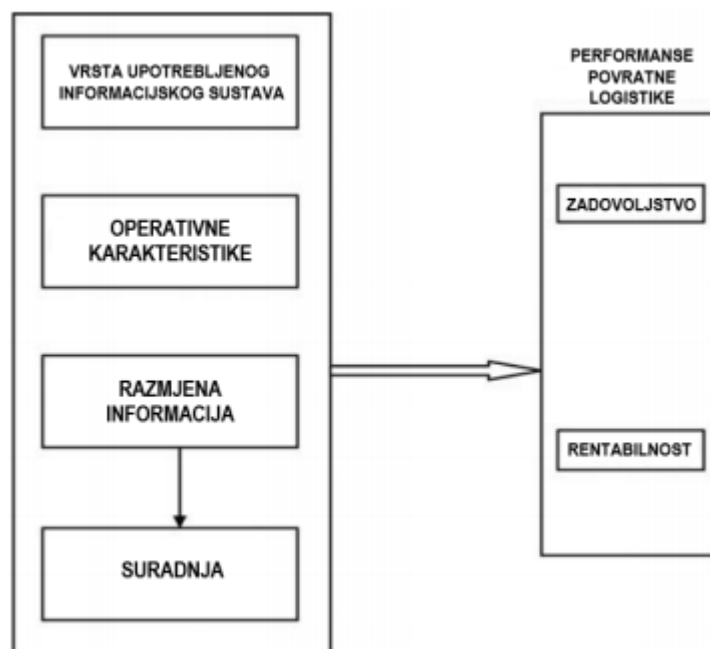 VRSTA UPOTREBLJENOG
INFORMACIJSKOG SUSTAVA
OPERATIVNE
KARAKTERISTIKE
RAZMJENA
INFORMACIJA
SURADNJA
PERFORMANSE
POVRATNE
LOGISTIKE
ZADOVOLJSTVO
RENTABILNOST